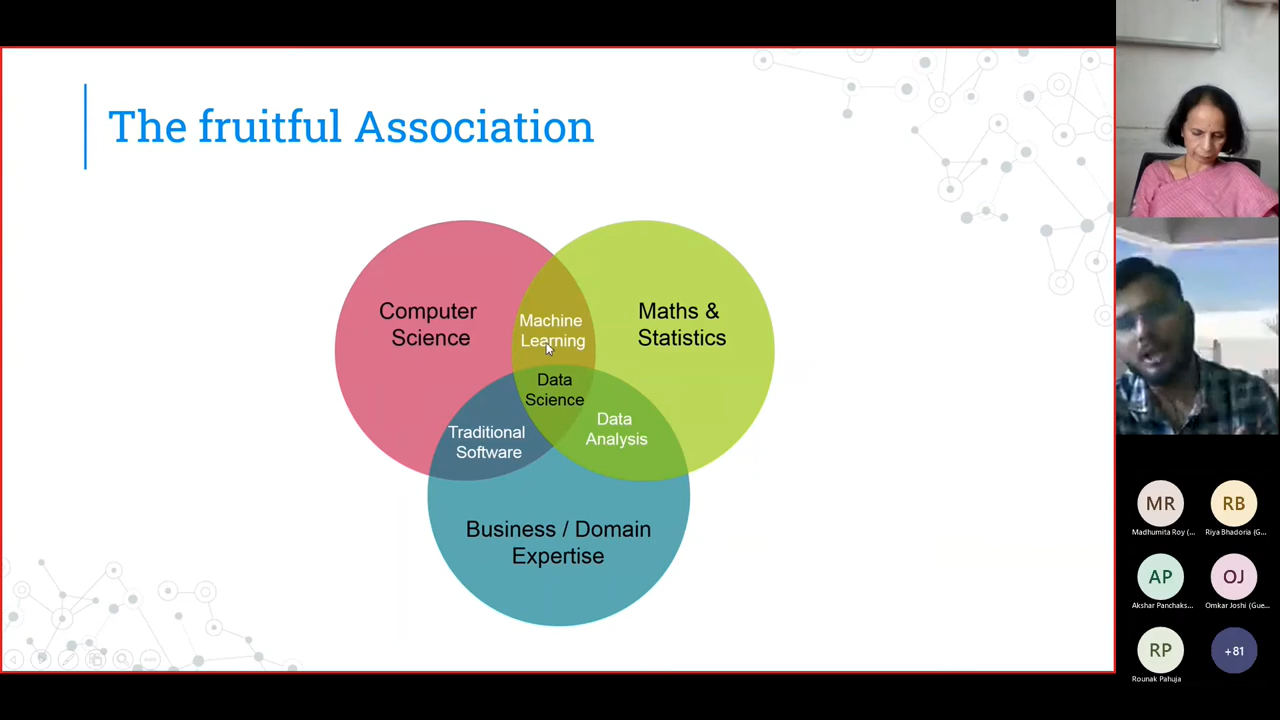 The fruitful Association
Computer
Science
Maths &
Statistics
Machine
Learning
Data
Science
Traditional
Software
Data
Analysis
Business / Domain
Expertise
MR
RB
Madhumita Roy (...
Riya Bhadoria (G...
AP
OJ
Akshar Panchaks...
Omkar Joshi (Gue...
RP
+81
Rounak Pahuja